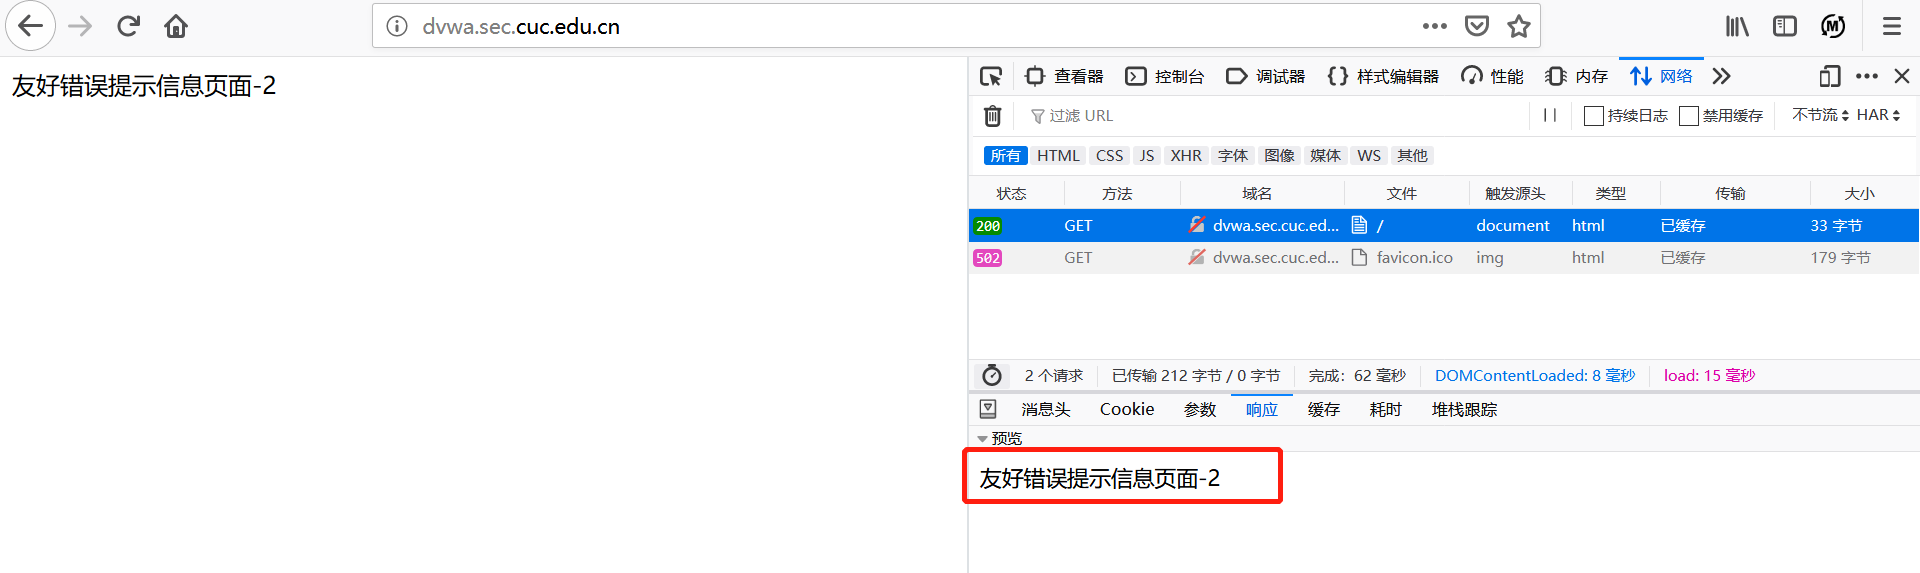 dvwa.sec.cuc.edu.cn
友好错误提示信息页面-2
查看器 控制台 调试器 {} 样式编辑器 性能 内存 网络
过滤 URL 持续日志 禁用缓存 不节流 HAR
所有 HTML CSS JS XHR 字体 图像 媒体 WS 其他
状态 方法 域名 文件 触发源头 类型 传输 大小
200 GET dvwa.sec.cuc.ed... / document html 已缓存 33 字节
502 GET dvwa.sec.cuc.ed... favicon.ico img html 已缓存 179 字节
2 个请求 已传输 212 字节 / 0 字节 完成：62 毫秒 DOMContentLoaded: 8 毫秒 load: 15 毫秒
消息头 Cookie 参数 响应 缓存 耗时 堆栈跟踪
预览
友好错误提示信息页面-2